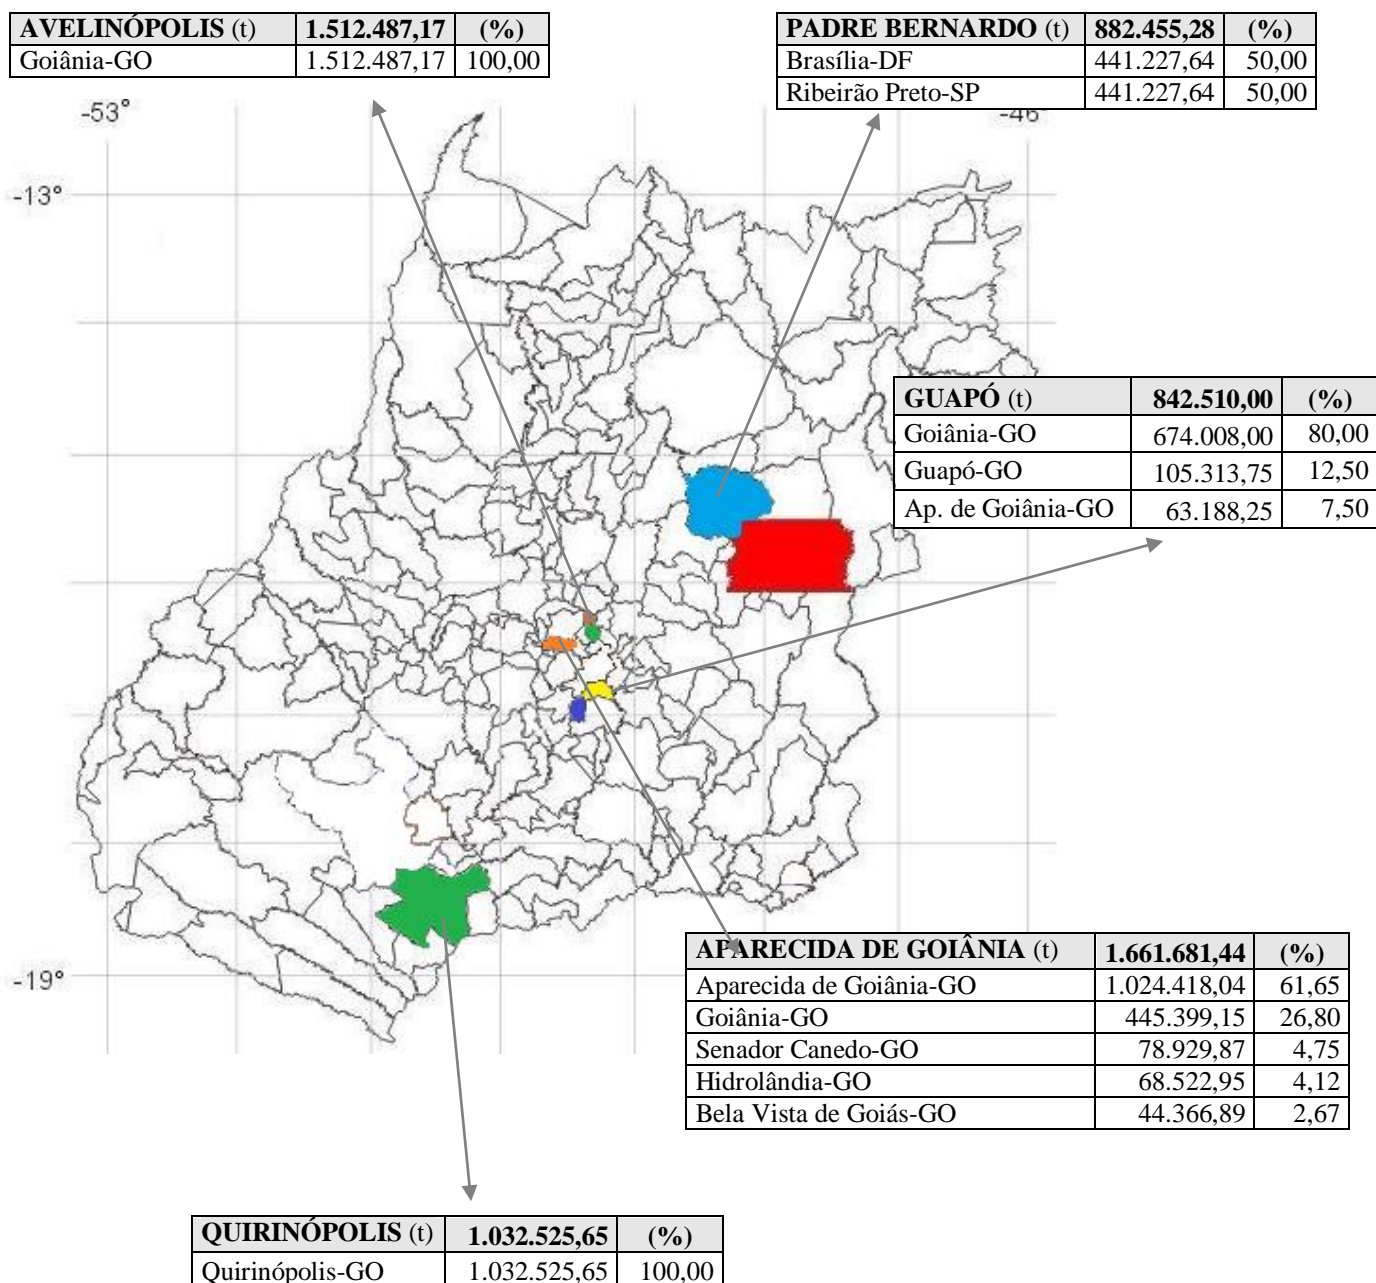 AVELINÓPOLIS (t) 1.512.487,17 (%)
Goiânia-GO 1.512.487,17 100,00
PADRE BERNARDO (t) 882.455,28 (%)
Brasília-DF 441.227,64 50,00
Ribeirão Preto-SP 441.227,64 50,00
-53° -46°
-13°
GUAPÓ (t) 842.510,00 (%)
Goiânia-GO 674.008,00 80,00
Guapó-GO 105.313,75 12,50
Ap. de Goiânia-GO 63.188,25 7,50
-19°
APARECIDA DE GOIÂNIA (t) 1.661.681,44 (%)
Aparecida de Goiânia-GO 1.024.418,04 61,65
Goiânia-GO 445.399,15 26,80
Senador Canedo-GO 78.929,87 4,75
Hidrolândia-GO 68.522,95 4,12
Bela Vista de Goiás-GO 44.366,89 2,67
QUIRINÓPOLIS (t) 1.032.525,65 (%)
Quirinópolis-GO 1.032.525,65 100,00